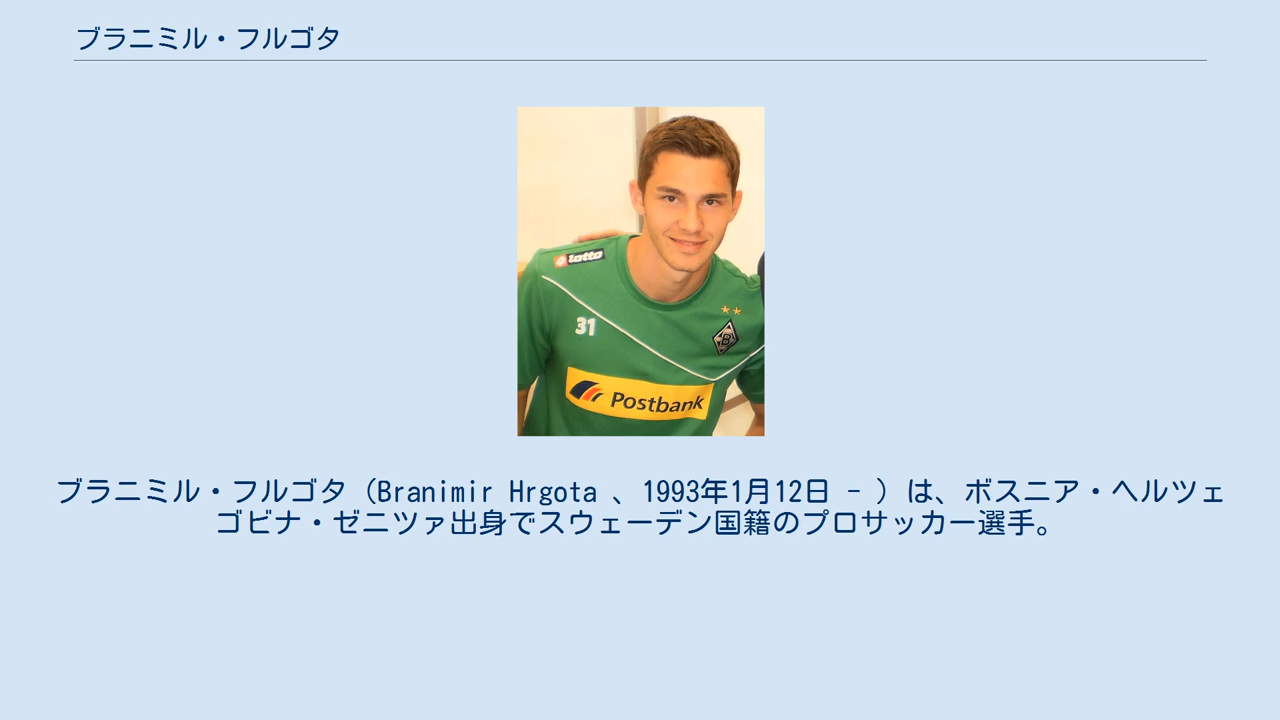 ブラニミル・フルゴタ
lotto
31
B
Postbank
ブラニミル・フルゴタ（Branimir Hrgota 、1993年1月12日 - ）は、ボスニア・ヘルツェ
ゴビナ・ゼニツァ出身でスウェーデン国籍のプロサッカー選手。